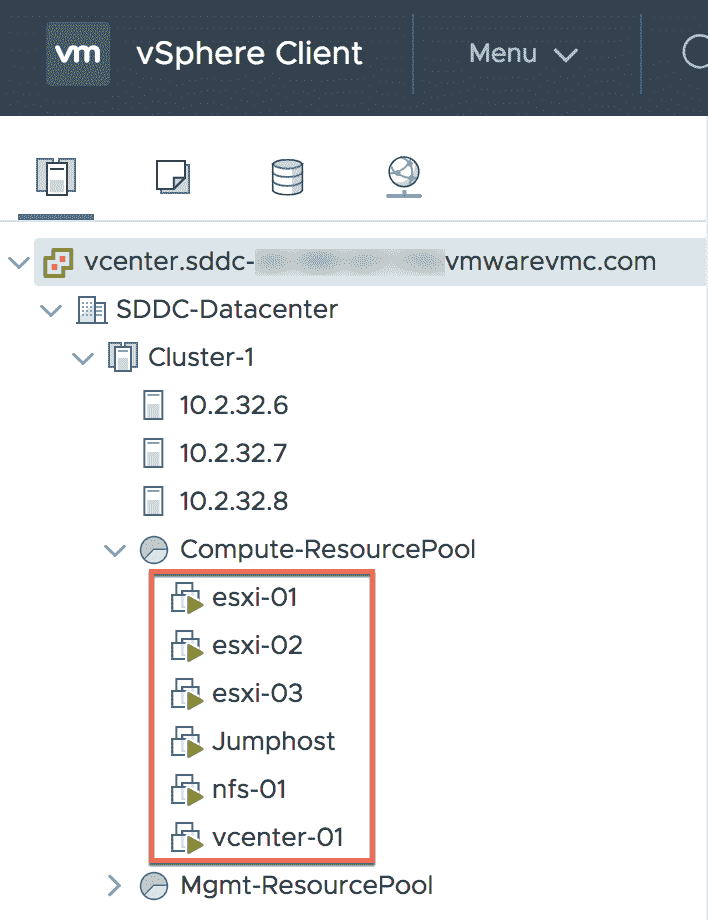 vm vSphere Client Menu
vcenter.sddc- vmwarevmc.com
SDDC-Datacenter
Cluster-1
10.2.32.6
10.2.32.7
10.2.32.8
Compute-ResourcePool
esxi-01
esxi-02
esxi-03
Jumphost
nfs-01
vcenter-01
Mgmt-ResourcePool